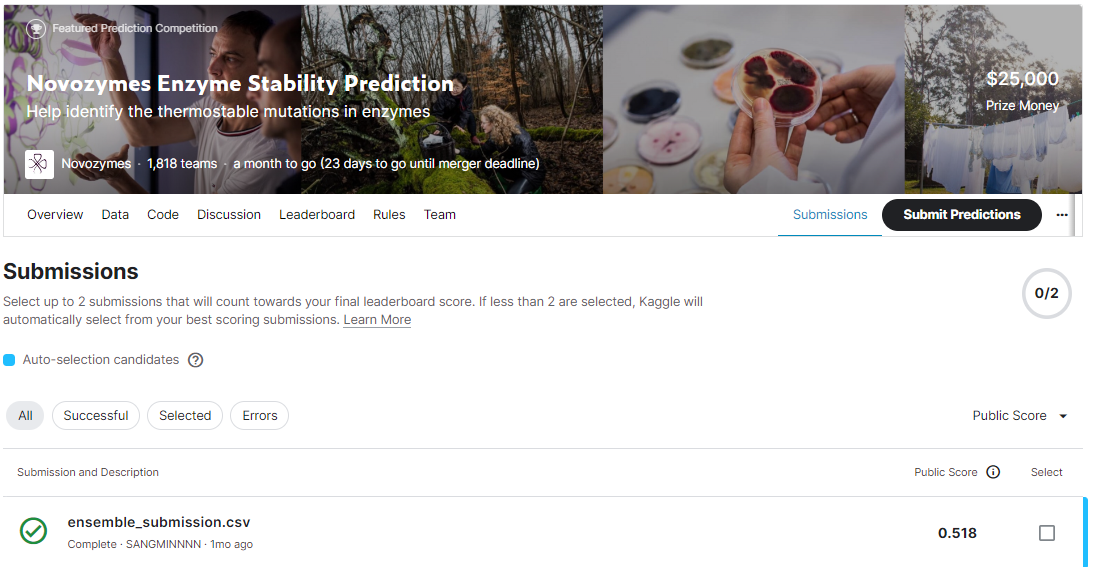 Featured Prediction Competition
Novozymes Enzyme Stability Prediction
Help identify the thermostable mutations in enzymes
$25,000
Prize Money
Novozymes · 1,818 teams · a month to go (23 days to go until merger deadline)
Overview Data Code Discussion Leaderboard Rules Team Submissions Submit Predictions ...
Submissions
Select up to 2 submissions that will count towards your final leaderboard score. If less than 2 are selected, Kaggle will
automatically select from your best scoring submissions. Learn More
0/2
Auto-selection candidates ?
All Successful Selected Errors Public Score
Submission and Description Public Score Select
ensemble_submission.csv
Complete · SANGMINNNN · 1mo ago
0.518